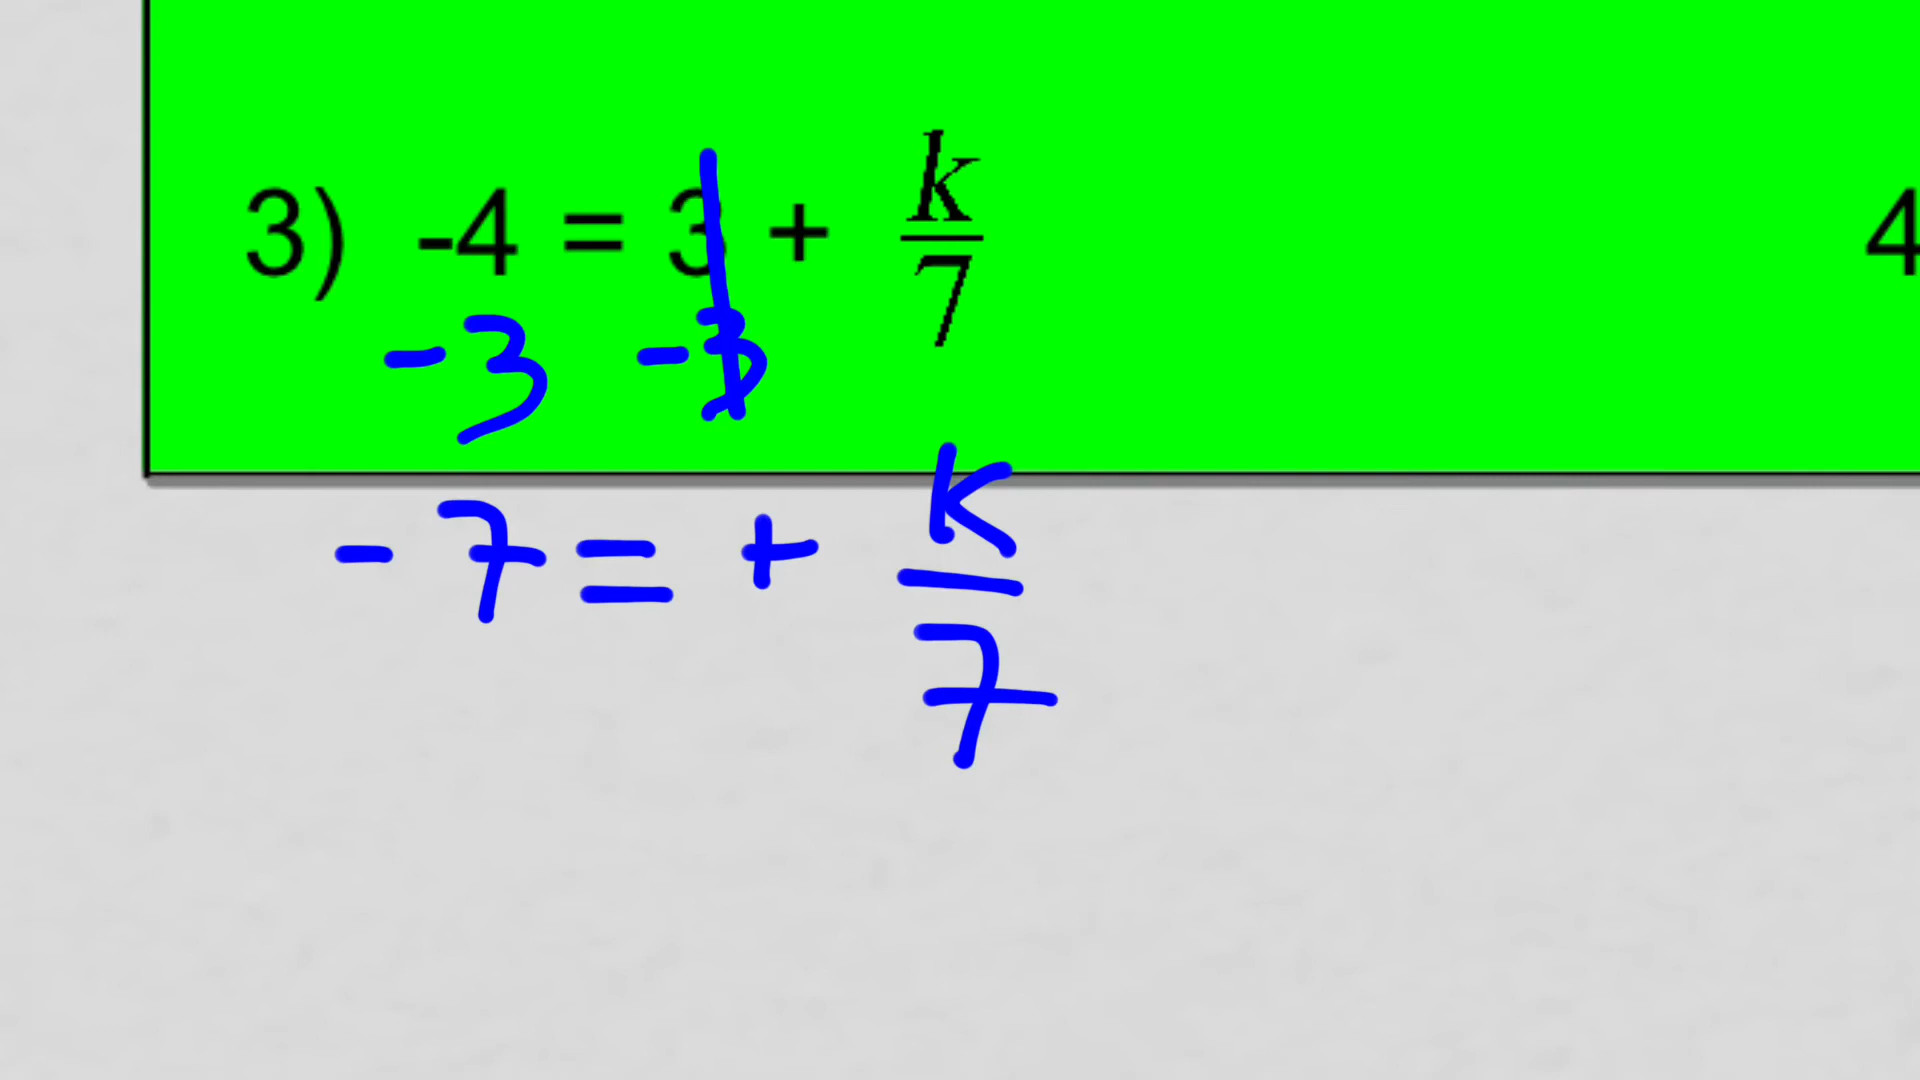 3) -4 = 3 + k/7
4
-3 -3
-7 = + k/7